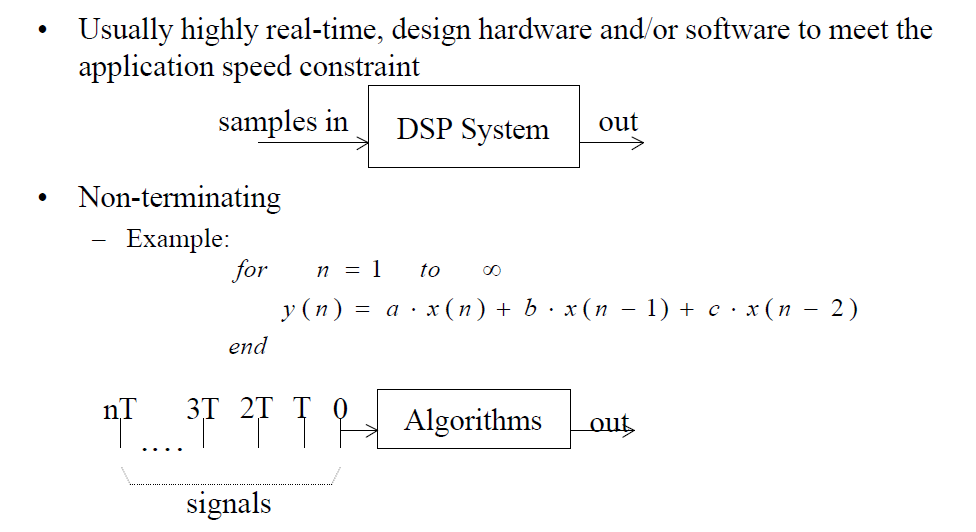 • Usually highly real-time, design hardware and/or software to meet the
application speed constraint
samples in DSP System out
• Non-terminating
– Example:
for n = 1 to ∞
y(n) = a · x(n) + b · x(n − 1) + c · x(n − 2)
end
nT 3T 2T T 0 Algorithms out
....
signals